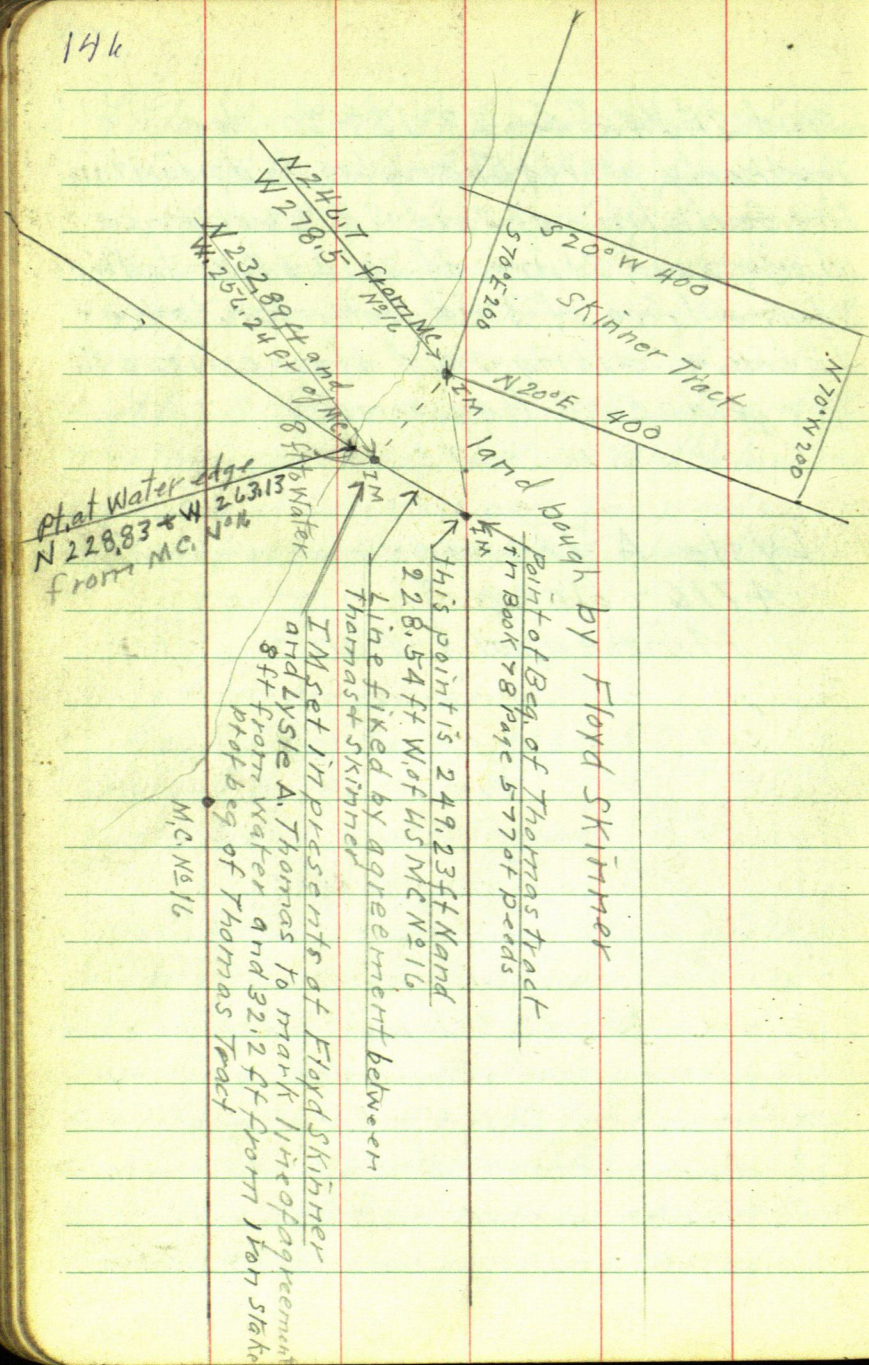 14k
N 246.7
W 278.5 from MC
No 16
N 232.89 ft and
W. 256.24 ft of MC
8 ft to Water
S 70° E 200
S 20° W 400
Skinner Tract
N 20° E 400
N 70° W 200
IM
IM
IM
land bough by Floyd Skinner
pt. at Water edge
N 228.83 & W 263.13
from M.C. No 16
Point of Beg. of Thomas tract
in Book 78 Page 577 of Deeds
this point is 249.23 ft N and
228.54 ft W. of US MC No 16
Line fixed by agreement between
Thomas & Skinner
IM set in presents of Floyd Skinner
and Lysle A. Thomas to mark line of agreement
8 ft from water and 32.2 ft from iron stake
pt of beg of Thomas Tract
M.C. No 16